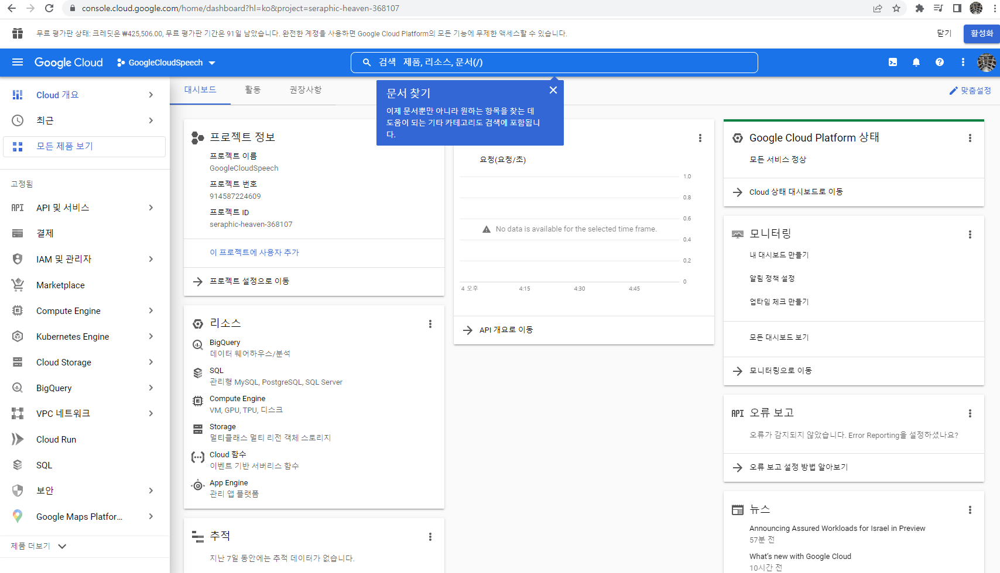 console.cloud.google.com/home/dashboard?hl=ko&project=seraphic-heaven-368107
무료 평가판 상태: 크레딧은 ₩425,506.00, 무료 평가판 기간은 91일 남았습니다. 완전한 계정을 사용하면 Google Cloud Platform의 모든 기능에 무제한 액세스할 수 있습니다.
닫기
활성화
Google Cloud
GoogleCloudSpeech
검색 제품, 리소스, 문서(/)
Cloud 개요
최근
모든 제품 보기
고정됨
API API 및 서비스
결제
IAM 및 관리자
Marketplace
Compute Engine
Kubernetes Engine
Cloud Storage
BigQuery
VPC 네트워크
Cloud Run
SQL
보안
Google Maps Platfor...
제품 더보기
대시보드
활동
권장사항
맞춤설정
문서 찾기
이제 문서뿐만 아니라 원하는 항목을 찾는 데
도움이 되는 기타 카테고리도 검색에 포함됩니
다.
프로젝트 정보
프로젝트 이름
GoogleCloudSpeech
프로젝트 번호
914587224609
프로젝트 ID
seraphic-heaven-368107
이 프로젝트에 사용자 추가
프로젝트 설정으로 이동
리소스
BigQuery
데이터 웨어하우스/분석
SQL
관리형 MySQL, PostgreSQL, SQL Server
Compute Engine
VM, GPU, TPU, 디스크
Storage
멀티클래스 멀티 리전 객체 스토리지
Cloud 함수
이벤트 기반 서버리스 함수
App Engine
관리 앱 플랫폼
추적
지난 7일 동안에는 추적 데이터가 없습니다.
요청(요청/초)
1.0
0.8
0.6
No data is available for the selected time frame.
0.4
0.2
0
4 오후
4:15
4:30
4:45
API 개요로 이동
Google Cloud Platform 상태
모든 서비스 정상
Cloud 상태 대시보드로 이동
모니터링
내 대시보드 만들기
알림 정책 설정
업타임 체크 만들기
모든 대시보드 보기
모니터링으로 이동
API 오류 보고
오류가 감지되지 않았습니다. Error Reporting을 설정하셨나요?
오류 보고 설정 방법 알아보기
뉴스
Announcing Assured Workloads for Israel in Preview
57분 전
What's new with Google Cloud
10시간 전